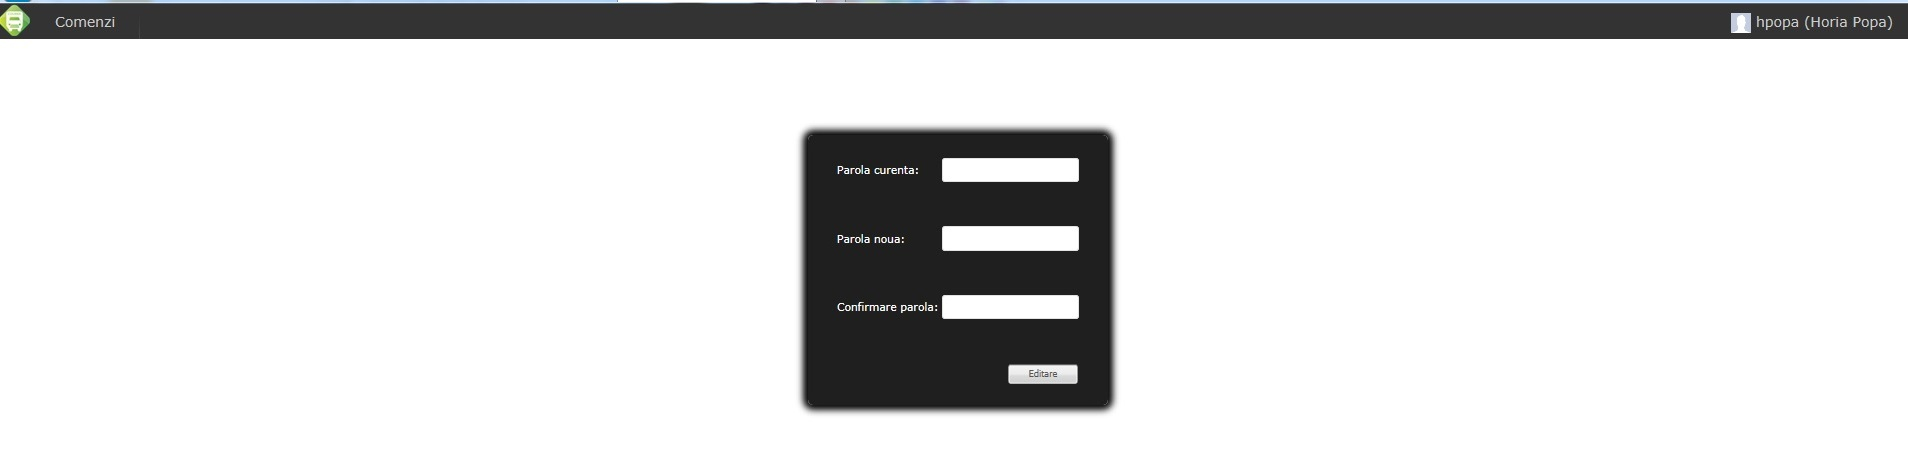 Comenzi
hpopa (Horia Popa)
Parola curenta:
Parola noua:
Confirmare parola:
Editare